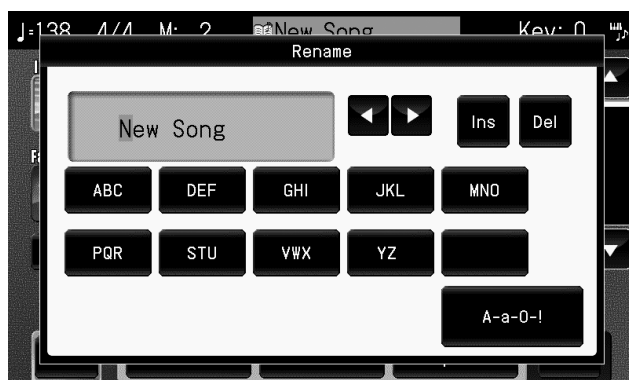 ♩=138 4/4 M: 2 New Song Key: 0
Rename
New Song
Ins Del
ABC DEF GHI JKL MNO
PQR STU VWX YZ
A-a-0-!